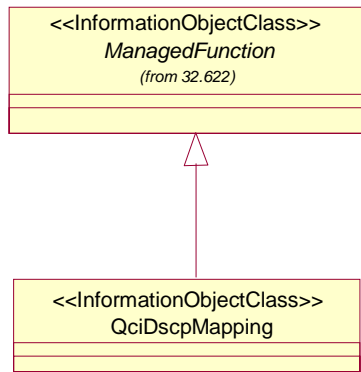 <<InformationObjectClass>>
ManagedFunction
(from 32.622)
<<InformationObjectClass>>
QciDscpMapping